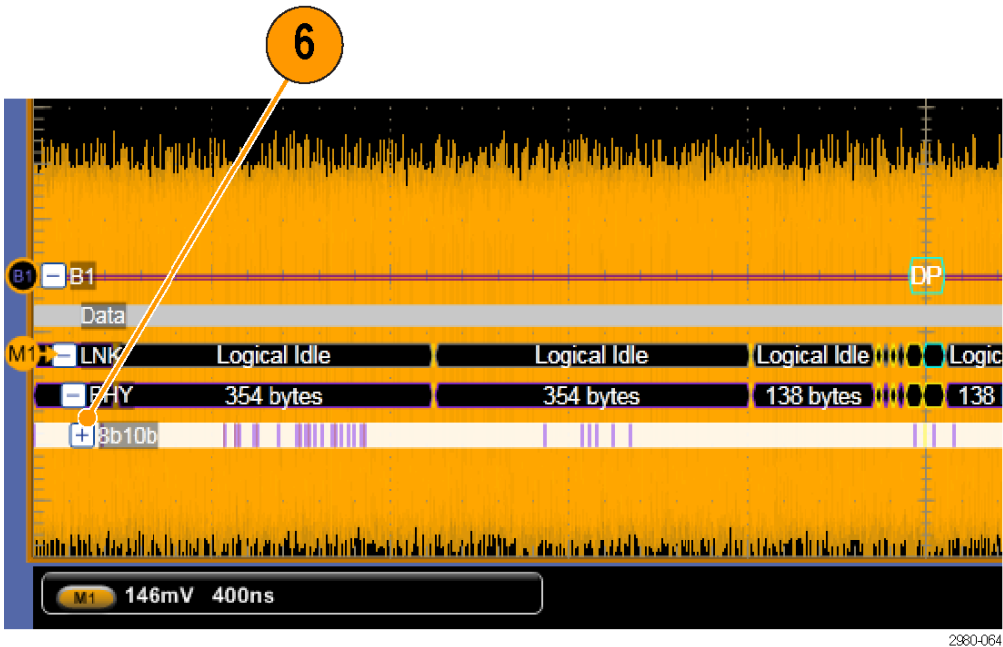 6
B1 B1 DP
Data
M1 LNK Logical Idle Logical Idle Logical Idle Logic
PHY 354 bytes 354 bytes 138 bytes 138
8b10b
M1 146mV 400ns
2980-064